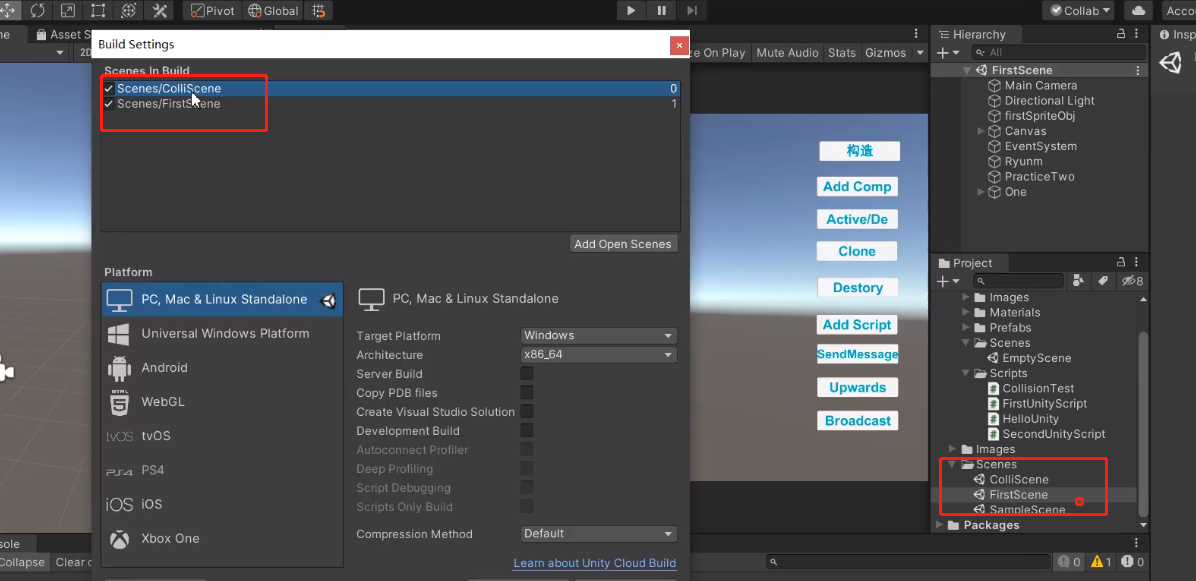 Pivot
Global
Collab
Asset S
2D
ze On Play
Mute Audio
Stats
Gizmos
Build Settings
Scenes In Build
Scenes/ColliScene
0
Scenes/FirstScene
1
Add Open Scenes
Platform
PC, Mac & Linux Standalone
Universal Windows Platform
Android
HTML
WebGL
tvOS
tvOS
PS4
PS4
iOS
iOS
Xbox One
PC, Mac & Linux Standalone
Target Platform
Windows
Architecture
x86_64
Server Build
Copy PDB files
Create Visual Studio Solution
Development Build
Autoconnect Profiler
Deep Profiling
Script Debugging
Scripts Only Build
Compression Method
Default
Learn about Unity Cloud Build
构造
Add Comp
Active/De
Clone
Destory
Add Script
SendMessage
Upwards
Broadcast
Hierarchy
All
FirstScene
Main Camera
Directional Light
firstSpriteObj
Canvas
EventSystem
Ryunm
PracticeTwo
One
Project
8
Images
Materials
Prefabs
Scenes
EmptyScene
Scripts
CollisionTest
FirstUnityScript
HelloUnity
SecondUnityScript
Images
Scenes
ColliScene
FirstScene
SampleScene
Packages
sole
Collapse
Clear
0
1
0
Accou
Insp